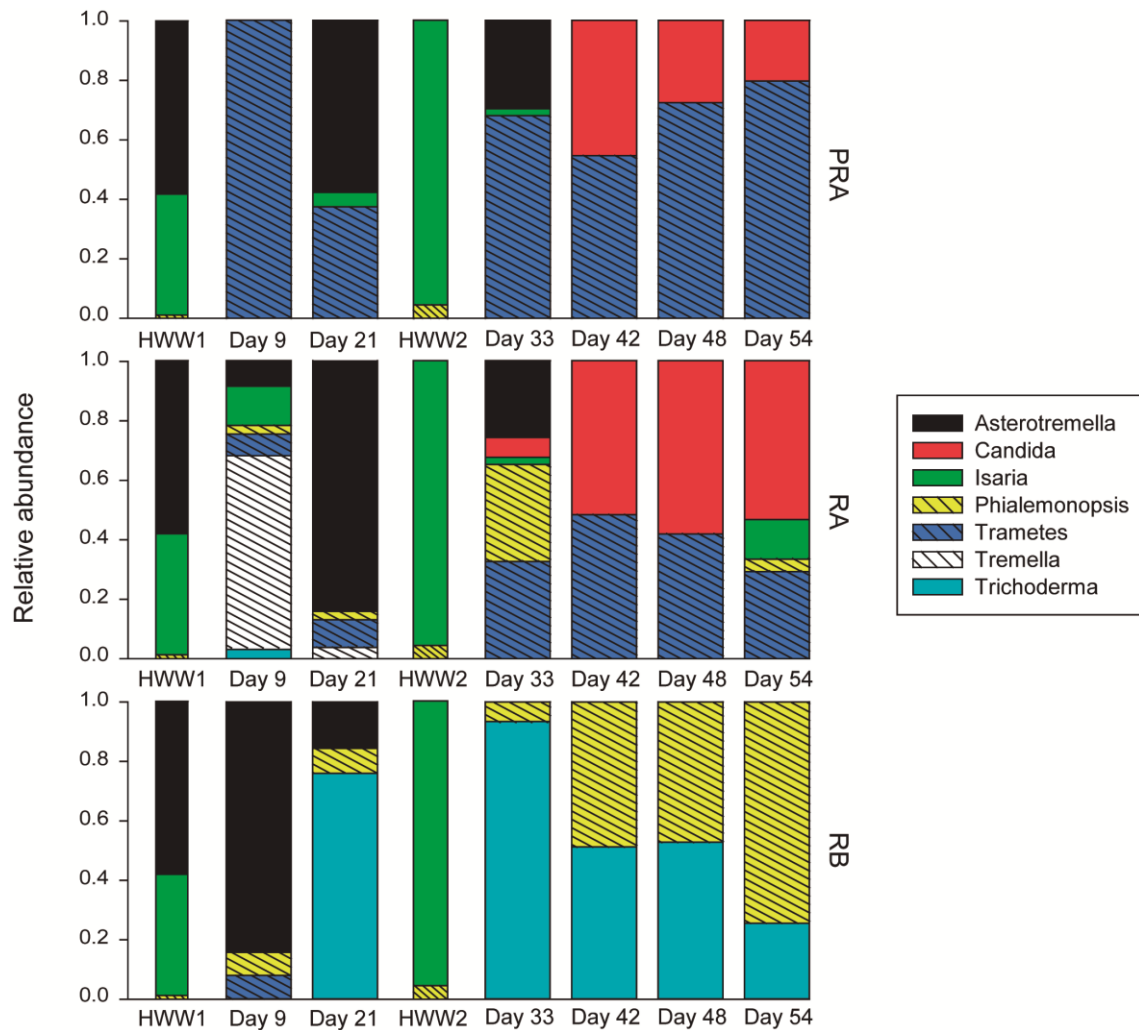 Relative abundance
1.0
0.8
0.6
0.4
0.2
0.0
HWW1 Day 9 Day 21 HWW2 Day 33 Day 42 Day 48 Day 54
PRA
1.0
0.8
0.6
0.4
0.2
0.0
HWW1 Day 9 Day 21 HWW2 Day 33 Day 42 Day 48 Day 54
RA
1.0
0.8
0.6
0.4
0.2
0.0
HWW1 Day 9 Day 21 HWW2 Day 33 Day 42 Day 48 Day 54
RB
Asterotremella
Candida
Isaria
Phialemonopsis
Trametes
Tremella
Trichoderma